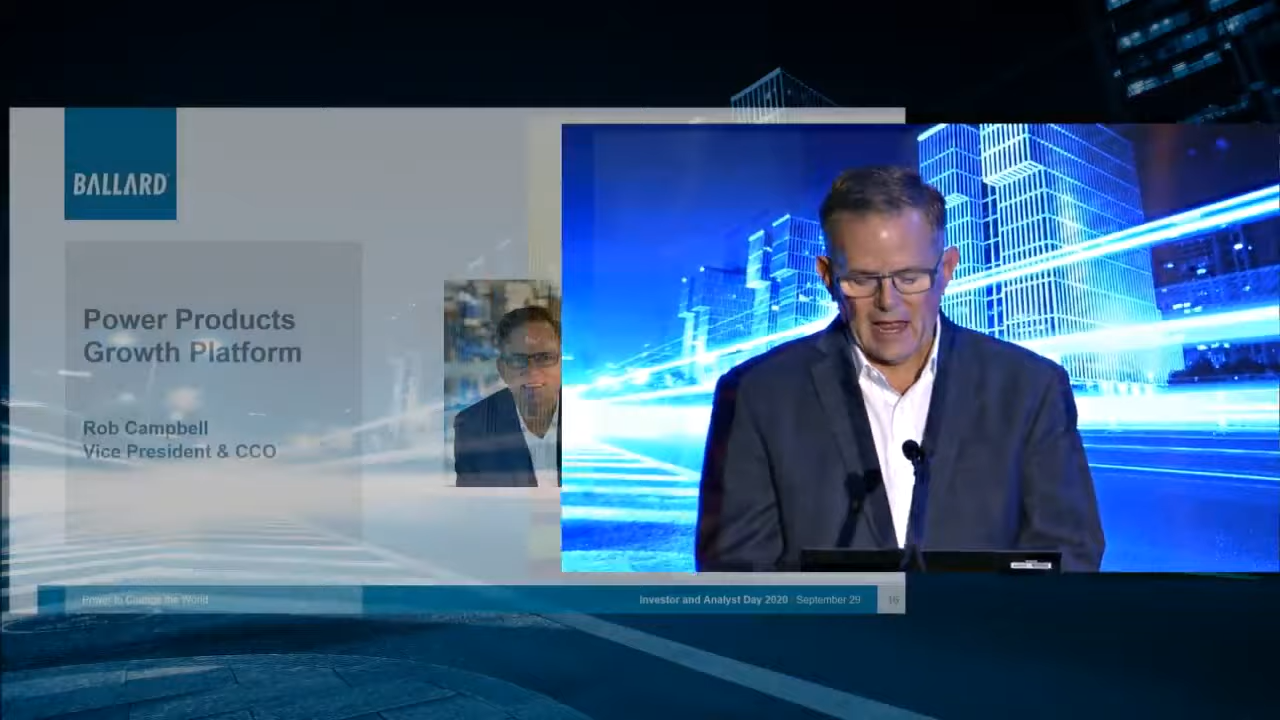 BALLARD
Power Products
Growth Platform
Rob Campbell
Vice President & CCO
Power to Change the World
Investor and Analyst Day 2020 September 29
16